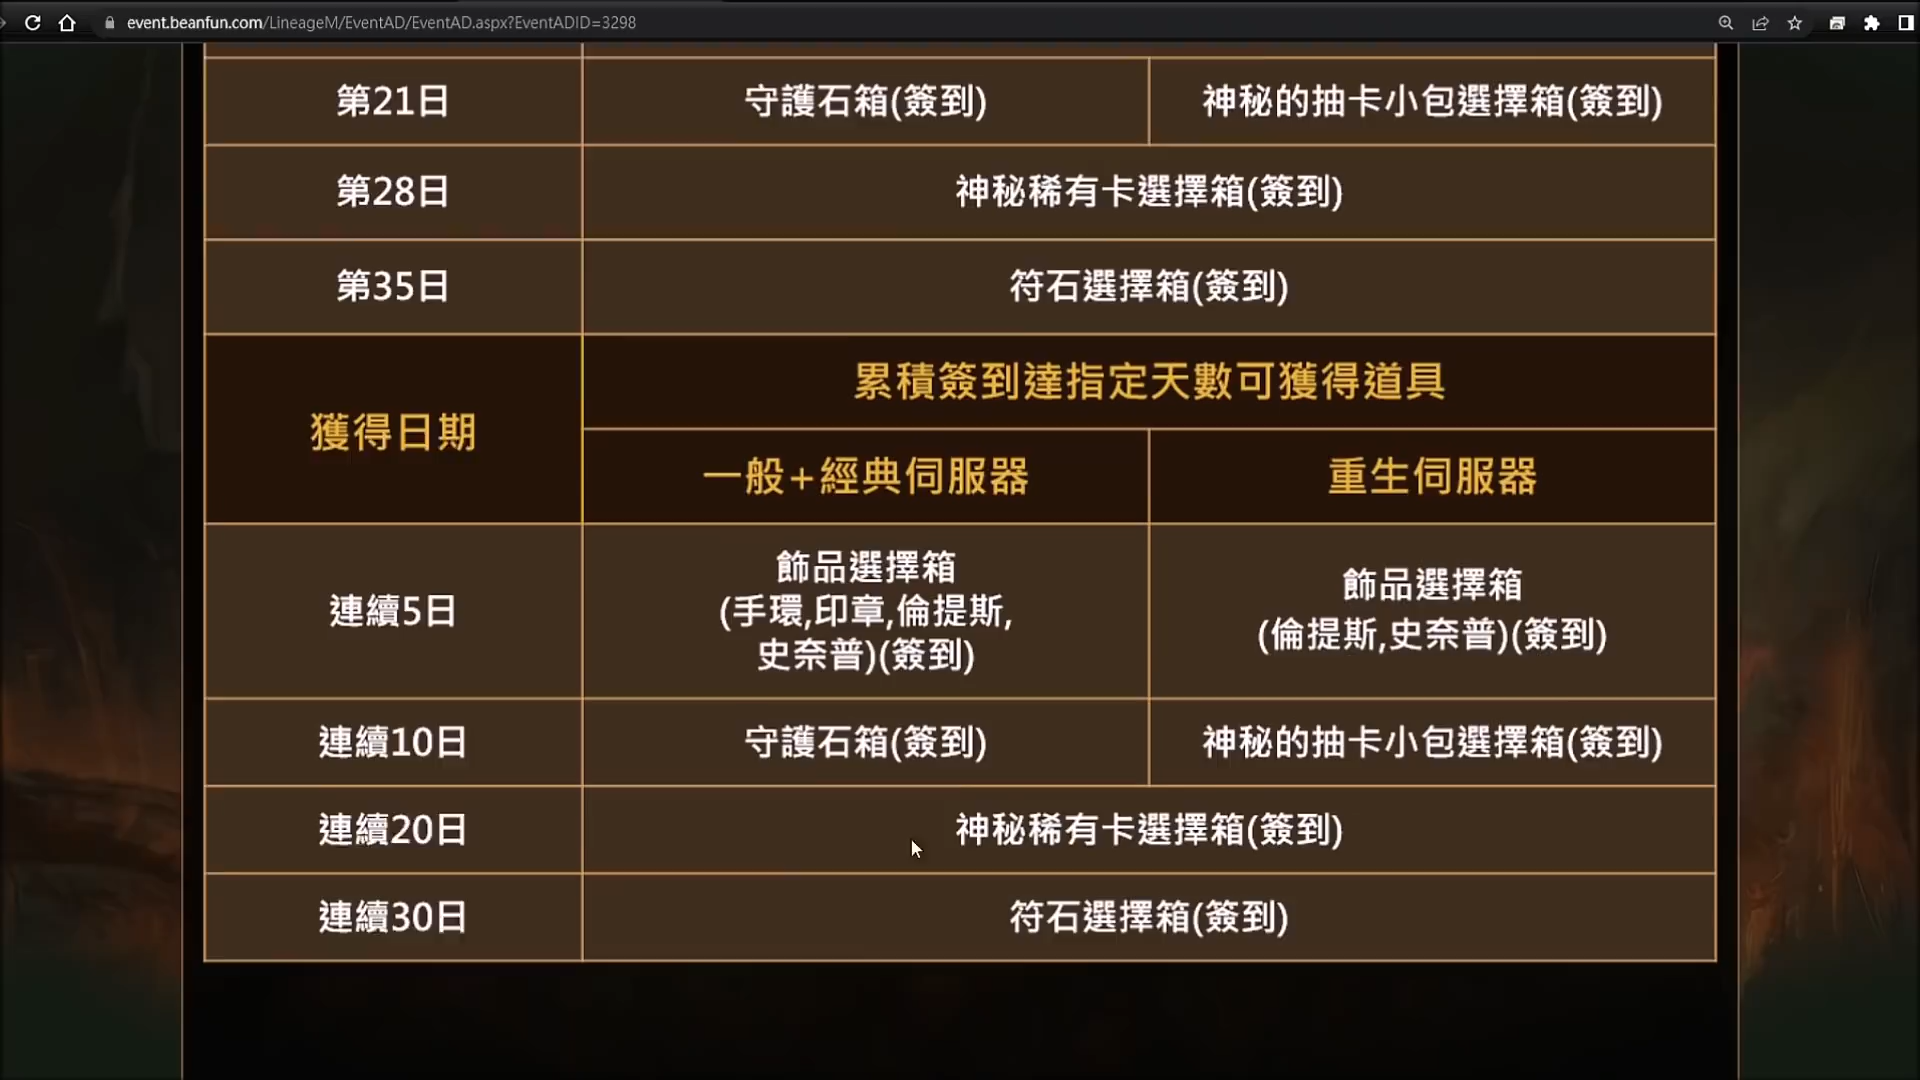 event.beanfun.com/LineageM/EventAD/EventAD.aspx?EventADID=3298
第21日
守護石箱(簽到)
神秘的抽卡小包選擇箱(簽到)
第28日
神秘稀有卡選擇箱(簽到)
第35日
符石選擇箱(簽到)
獲得日期
累積簽到達指定天數可獲得道具
一般+經典伺服器
重生伺服器
連續5日
飾品選擇箱
(手環,印章,倫提斯,
史奈普)(簽到)
飾品選擇箱
(倫提斯,史奈普)(簽到)
連續10日
守護石箱(簽到)
神秘的抽卡小包選擇箱(簽到)
連續20日
神秘稀有卡選擇箱(簽到)
連續30日
符石選擇箱(簽到)